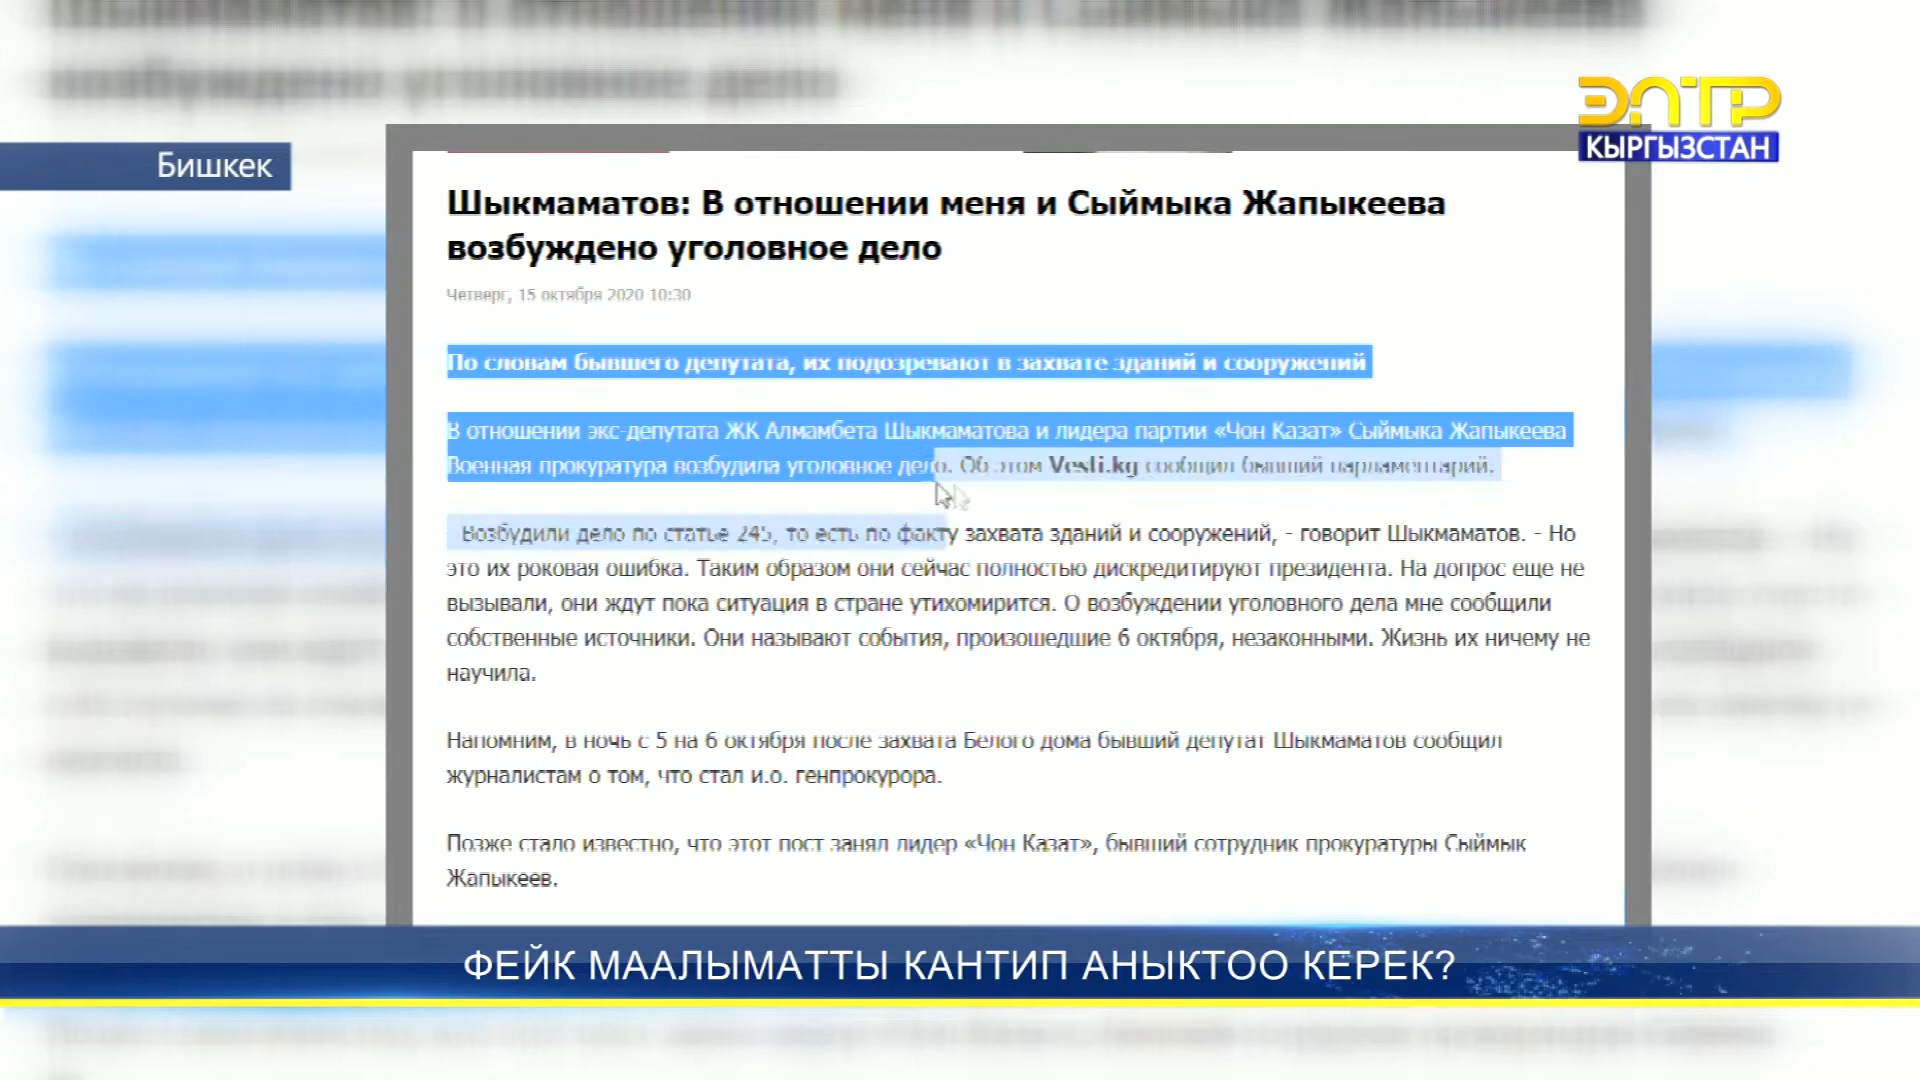 ЭЛТР
КЫРГЫЗСТАН
Бишкек
Шыкмаматов: В отношении меня и Сыймыка Жапыкеева
возбуждено уголовное дело
Четверг, 15 октября 2020 10:30
По словам бывшего депутата, их подозревают в захвате зданий и сооружений
В отношении экс-депутата ЖК Алмамбета Шыкмаматова и лидера партии «Чон Казат» Сыймыка Жапыкеева
Военная прокуратура возбудила уголовное дело. Об этом Vesti.kg сообщил бывший парламентарий.
Возбудили дело по статье 245, то есть по факту захвата зданий и сооружений, - говорит Шыкмаматов. - Но
это их роковая ошибка. Таким образом они сейчас полностью дискредитируют президента. На допрос еще не
вызывали, они ждут пока ситуация в стране утихомирится. О возбуждении уголовного дела мне сообщили
собственные источники. Они называют события, произошедшие 6 октября, незаконными. Жизнь их ничему не
научила.
Напомним, в ночь с 5 на 6 октября после захвата Белого дома бывший депутат Шыкмаматов сообщил
журналистам о том, что стал и.о. генпрокурора.
Позже стало известно, что этот пост занял лидер «Чон Казат», бывший сотрудник прокуратуры Сыймык
Жапыкеев.
ФЕЙК МААЛЫМАТТЫ КАНТИП АНЫКТОО КЕРЕК?